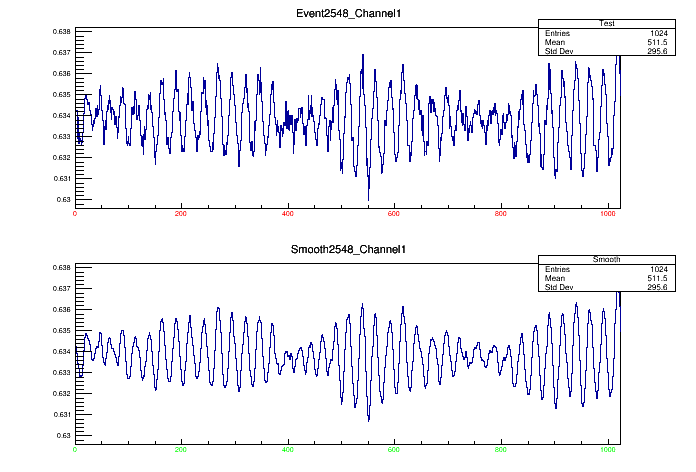 Event2548_Channel1
Test
Entries 1024
Mean 511.5
Std Dev 295.6
0.638
0.637
0.636
0.635
0.634
0.633
0.632
0.631
0.63
0 200 400 600 800 1000
Smooth2548_Channel1
Smooth
Entries 1024
Mean 511.5
Std Dev 295.6
0.638
0.637
0.636
0.635
0.634
0.633
0.632
0.631
0.63
0 200 400 600 800 1000